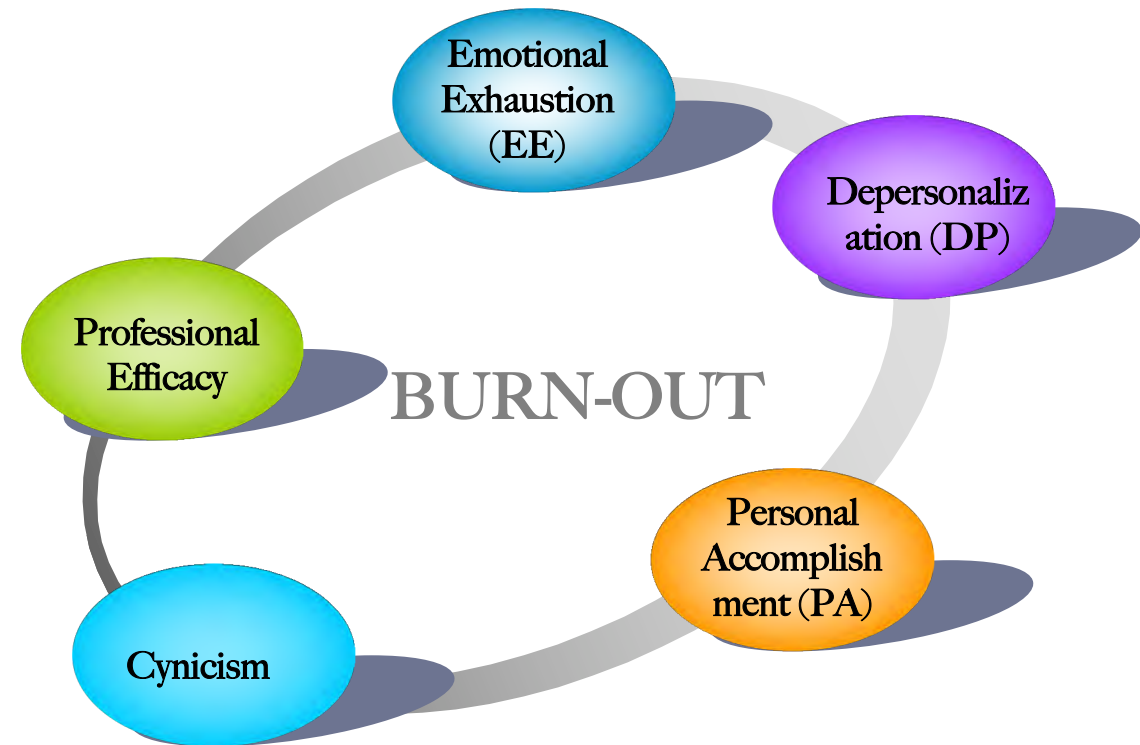 Emotional
Exhaustion
(EE)
Depersonaliz
ation (DP)
Professional
Efficacy
BURN-OUT
Personal
Accomplish
ment (PA)
Cynicism